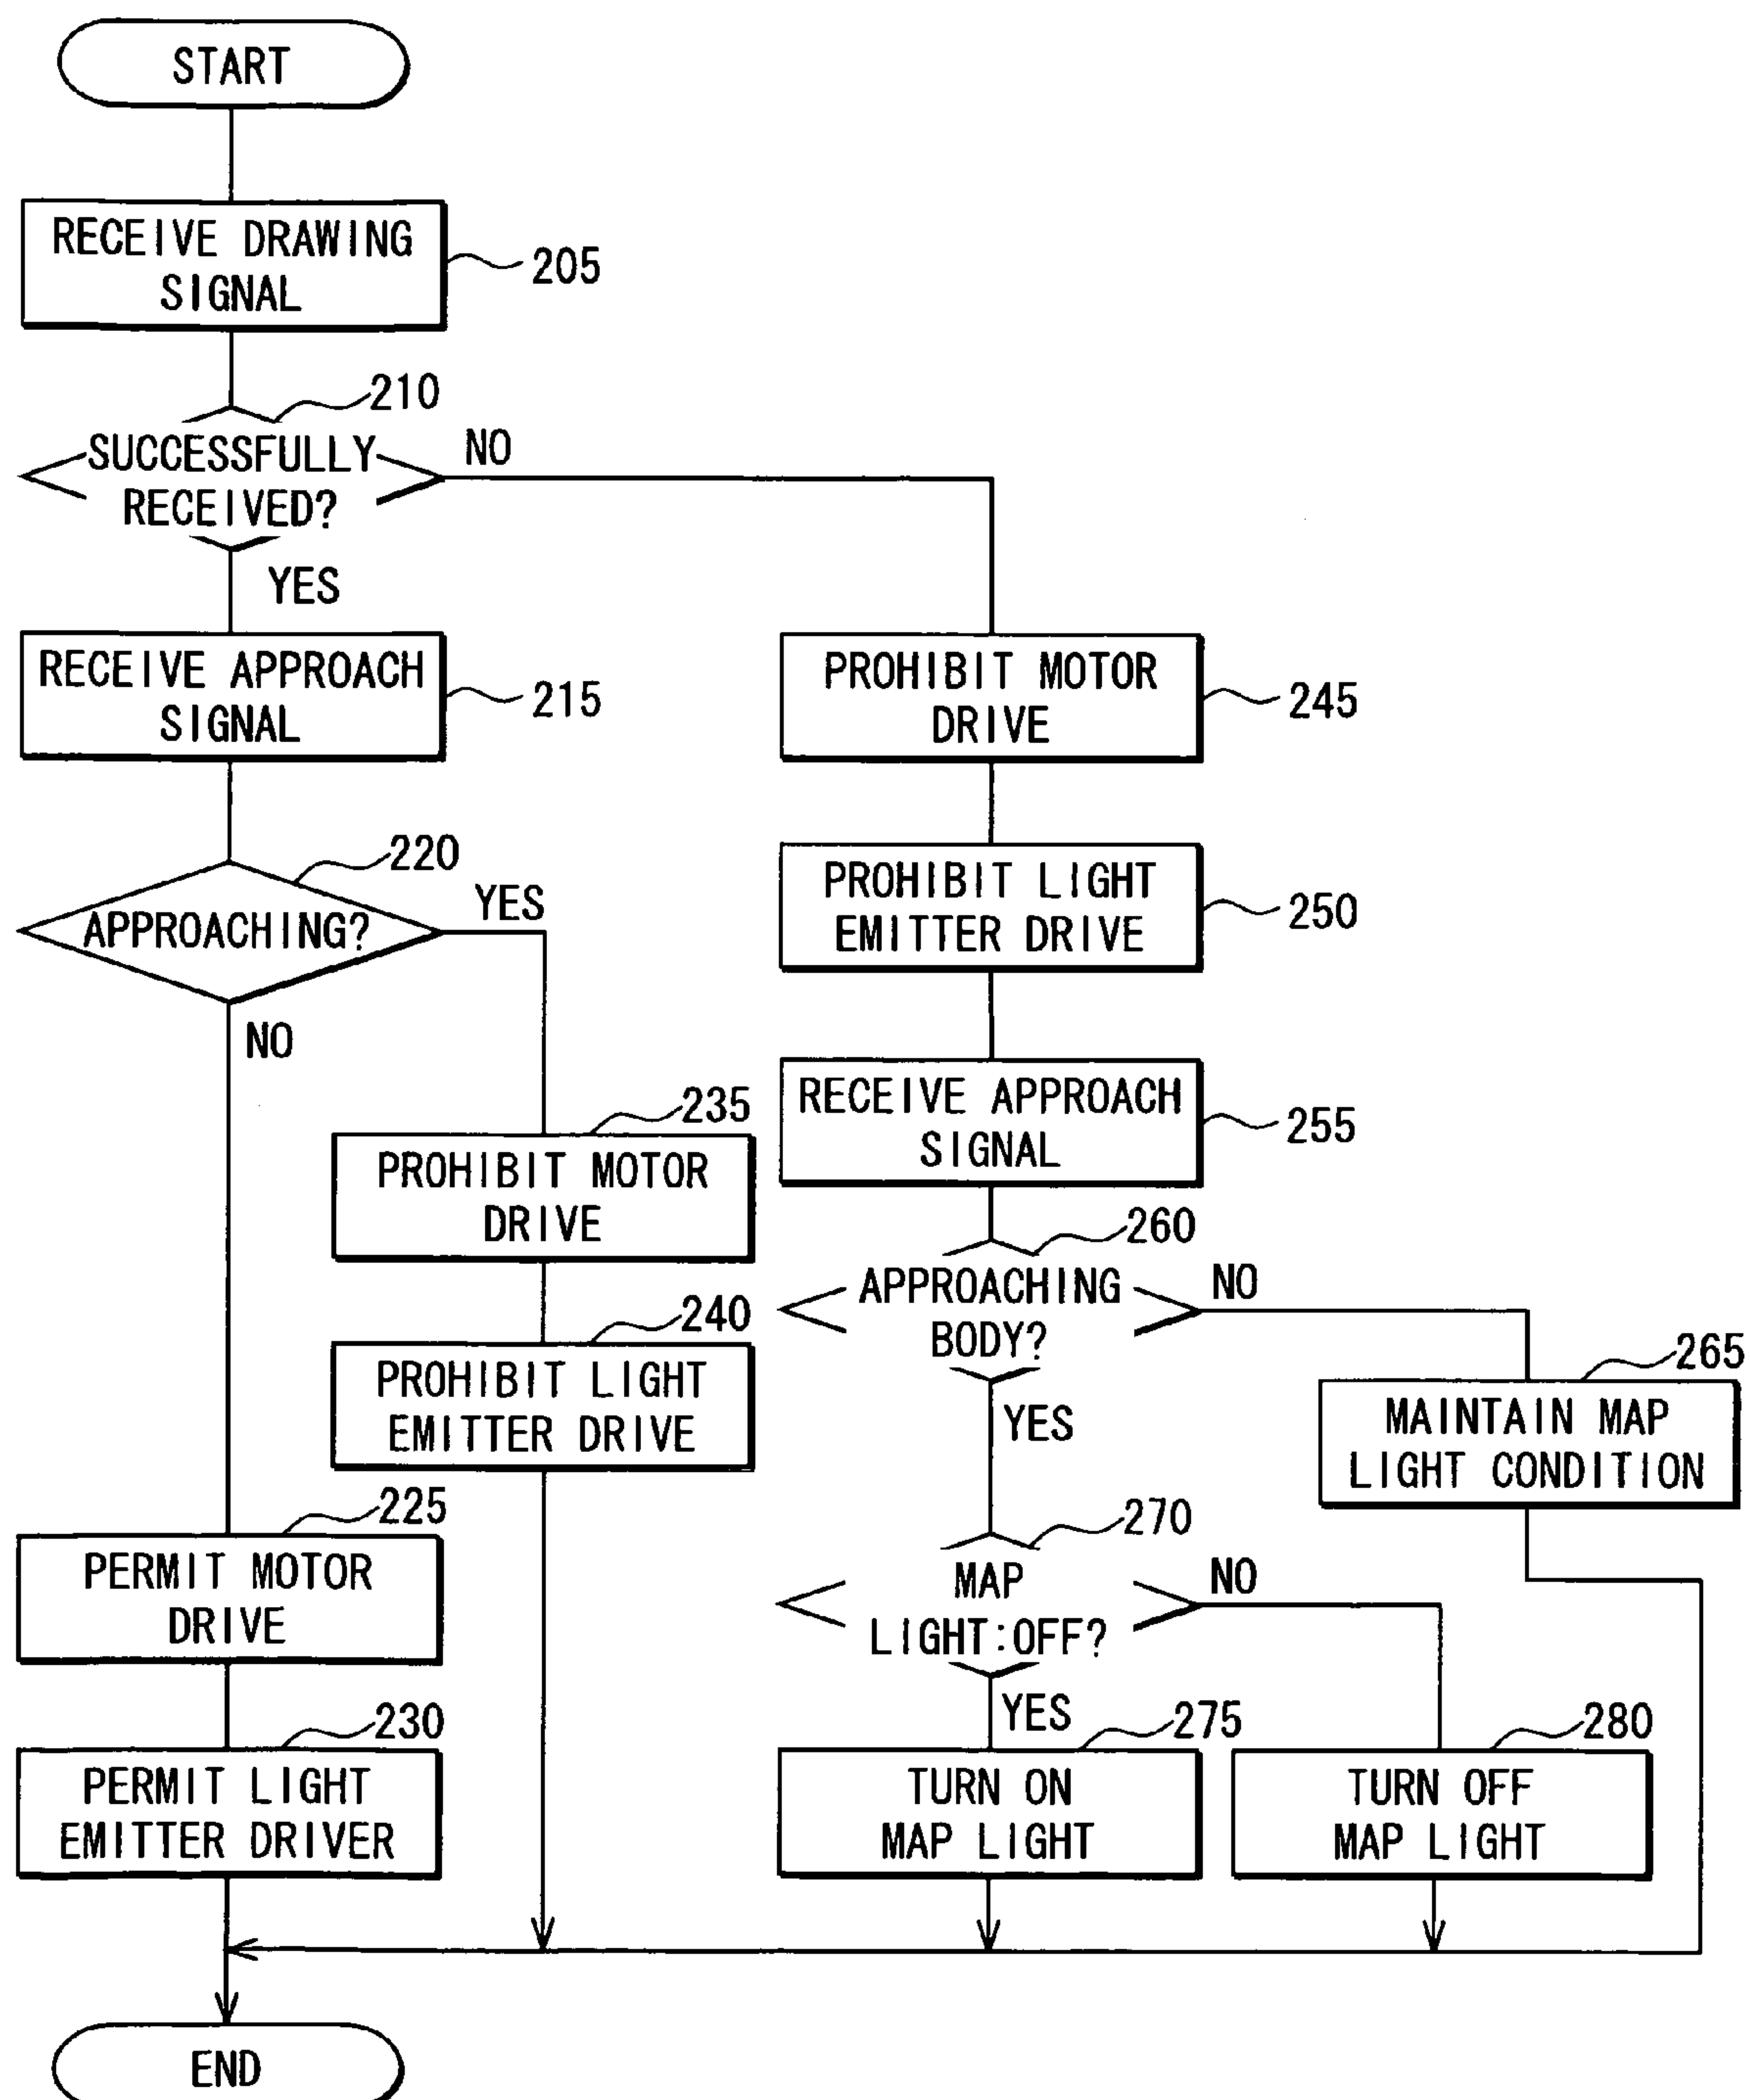 START
RECEIVE DRAWING
SIGNAL
205
210
SUCCESSFULLY
RECEIVED?
NO
YES
RECEIVE APPROACH
SIGNAL
215
PROHIBIT MOTOR
DRIVE
245
220
APPROACHING?
YES
NO
PROHIBIT LIGHT
EMITTER DRIVE
250
RECEIVE APPROACH
SIGNAL
255
235
PROHIBIT MOTOR
DRIVE
240
PROHIBIT LIGHT
EMITTER DRIVE
260
APPROACHING
BODY?
NO
YES
265
MAINTAIN MAP
LIGHT CONDITION
225
PERMIT MOTOR
DRIVE
270
MAP
LIGHT:OFF?
NO
YES
230
PERMIT LIGHT
EMITTER DRIVER
275
TURN ON
MAP LIGHT
280
TURN OFF
MAP LIGHT
END